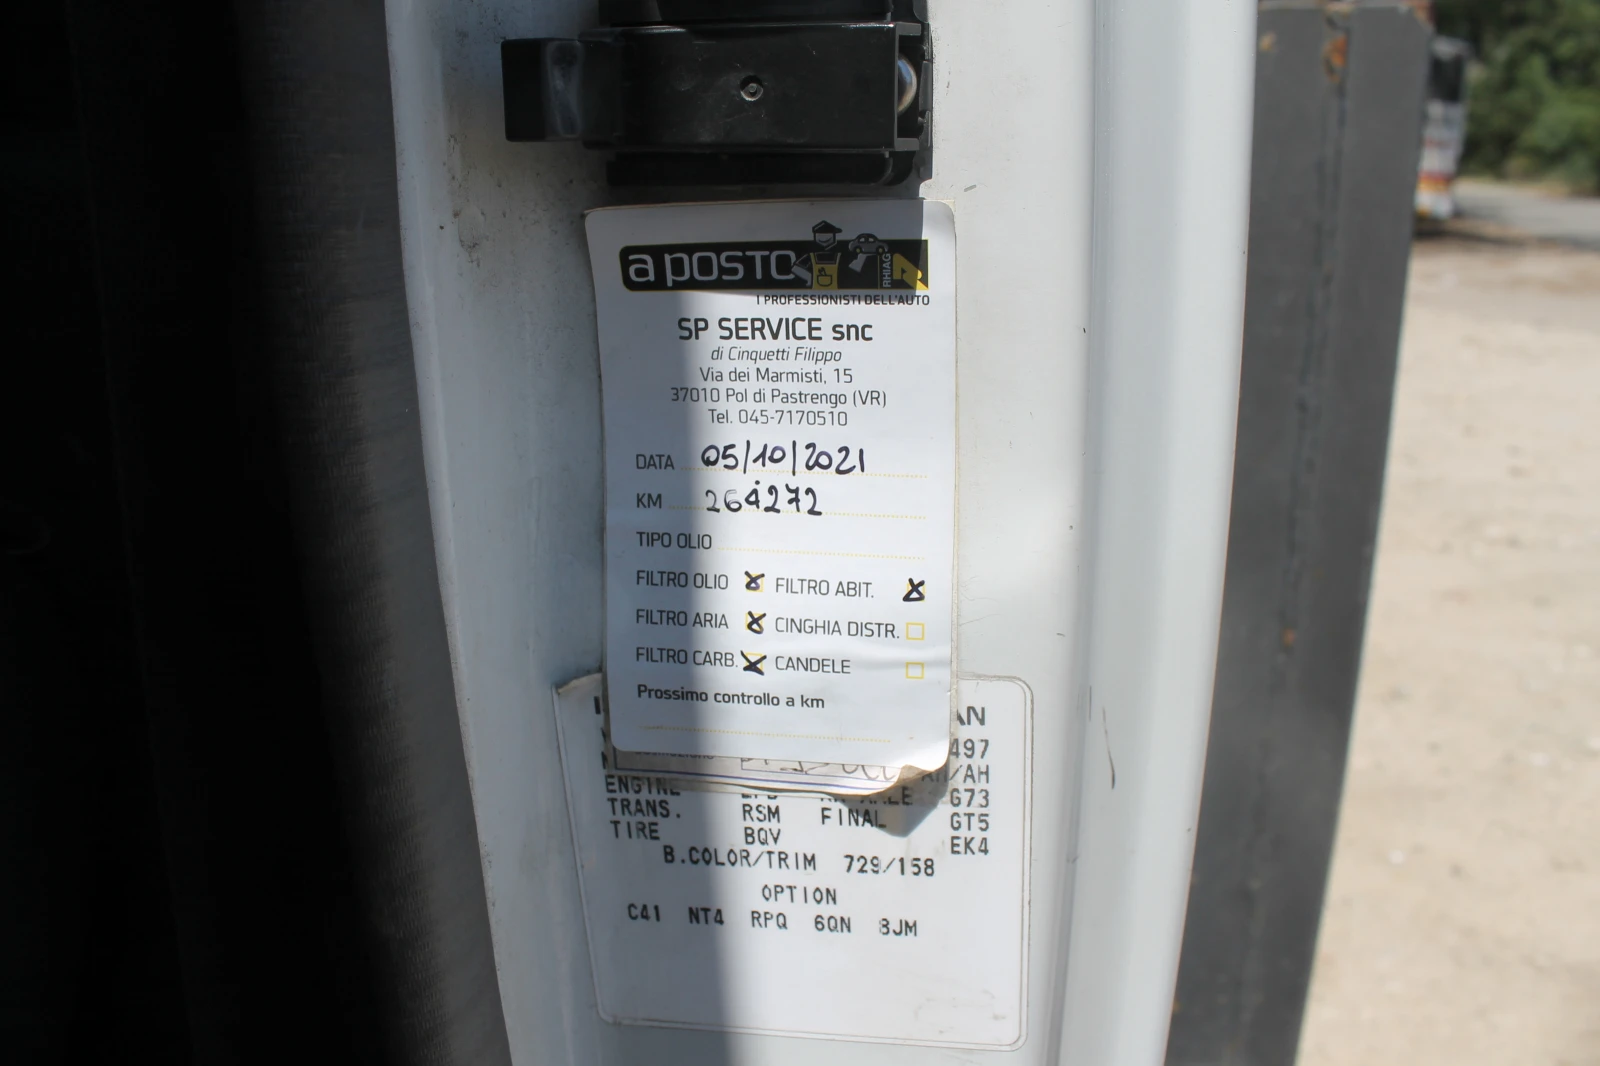 a posto
RHIAG
I PROFESSIONISTI DELL'AUTO
SP SERVICE snc
di Cinquetti Filippo
Via dei Marmisti, 15
37010 Pol di Pastrengo (VR)
Tel. 045-7170510
DATA 05/10/2021
KM 264272
TIPO OLIO
FILTRO OLIO FILTRO ABIT.
FILTRO ARIA CINGHIA DISTR.
FILTRO CARB. CANDELE
Prossimo controllo a km
AN
497
/AH
ENGINE G73
TRANS. RSM FINAL GT5
TIRE BQV EK4
B.COLOR/TRIM 729/158
OPTION
C41 NT4 RPQ 6QN 8JM